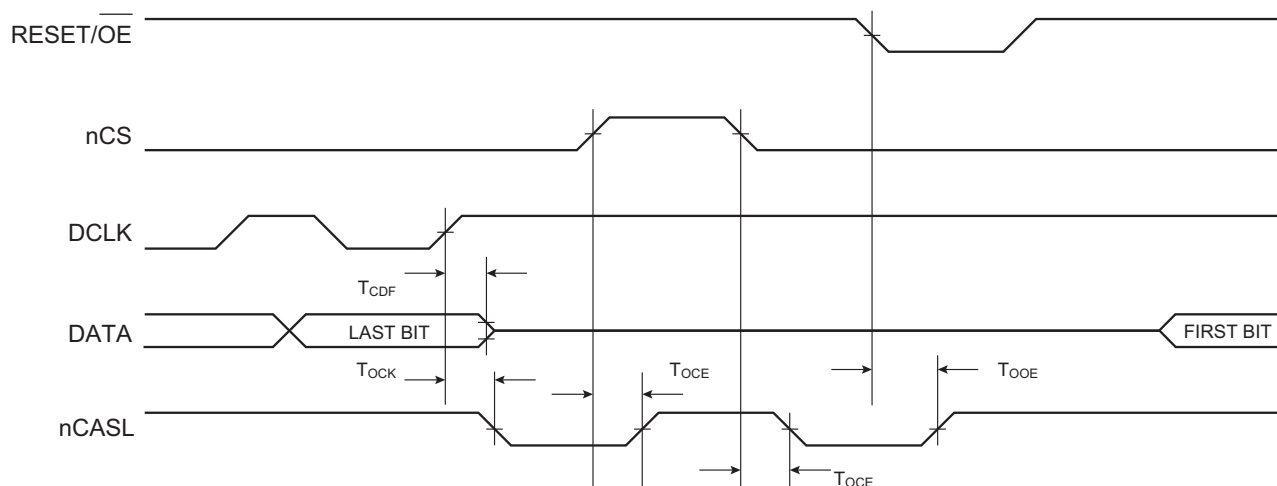 RESET/OE
nCS
DCLK
TCDF
DATA
LAST BIT
FIRST BIT
TOCK
TOCE
TOOE
nCASL
TOCE